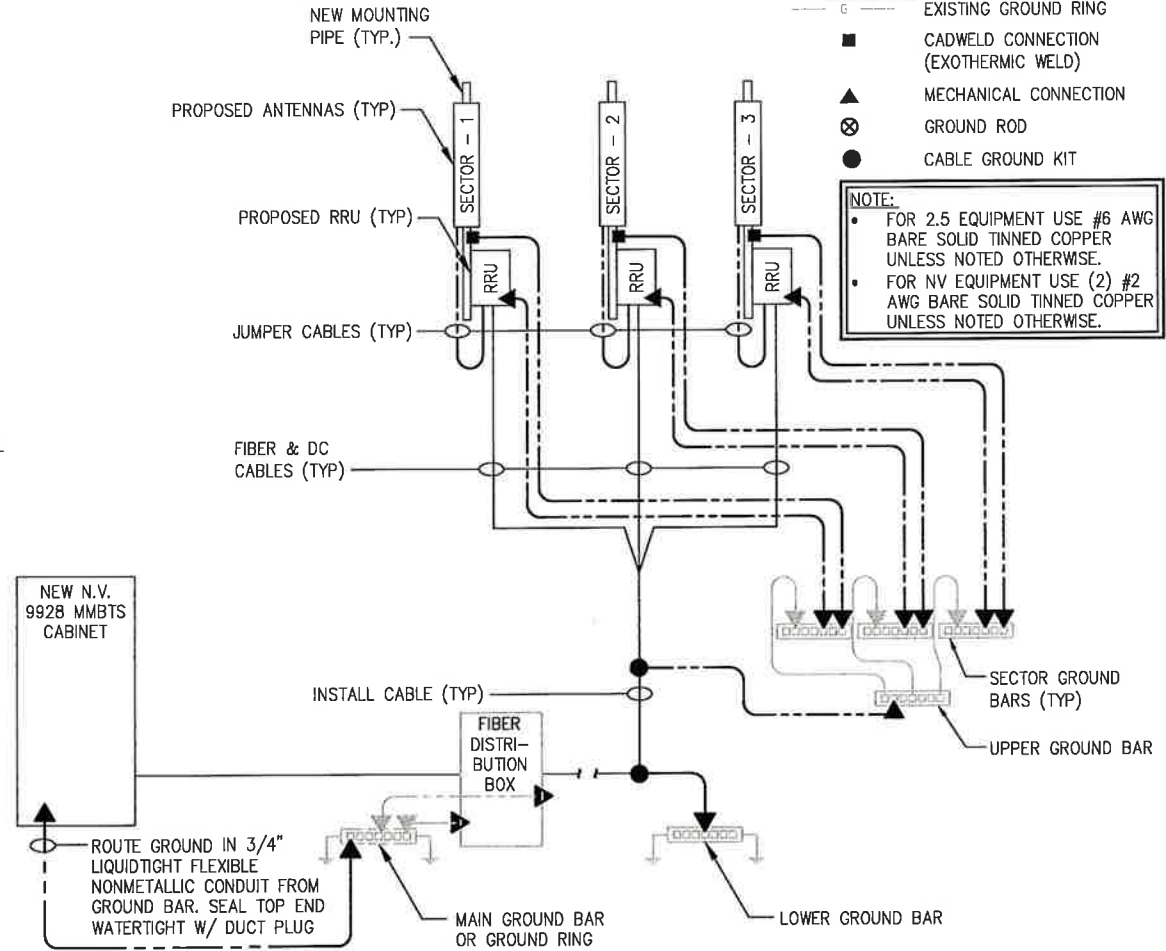 NEW MOUNTING
PIPE (TYP.)
PROPOSED ANTENNAS (TYP)
PROPOSED RRU (TYP)
JUMPER CABLES (TYP)
FIBER & DC
CABLES (TYP)
SECTOR - 1
SECTOR - 2
SECTOR - 3
RRU
RRU
RRU
G
EXISTING GROUND RING
CADWELD CONNECTION
(EXOTHERMIC WELD)
MECHANICAL CONNECTION
GROUND ROD
CABLE GROUND KIT
NOTE:
• FOR 2.5 EQUIPMENT USE #6 AWG
BARE SOLID TINNED COPPER
UNLESS NOTED OTHERWISE.
• FOR NV EQUIPMENT USE (2) #2
AWG BARE SOLID TINNED COPPER
UNLESS NOTED OTHERWISE.
NEW N.V.
9928 MMBTS
CABINET
INSTALL CABLE (TYP)
FIBER
DISTRI-
BUTION
BOX
SECTOR GROUND
BARS (TYP)
UPPER GROUND BAR
ROUTE GROUND IN 3/4"
LIQUIDTIGHT FLEXIBLE
NONMETALLIC CONDUIT FROM
GROUND BAR. SEAL TOP END
WATERTIGHT W/ DUCT PLUG
MAIN GROUND BAR
OR GROUND RING
LOWER GROUND BAR